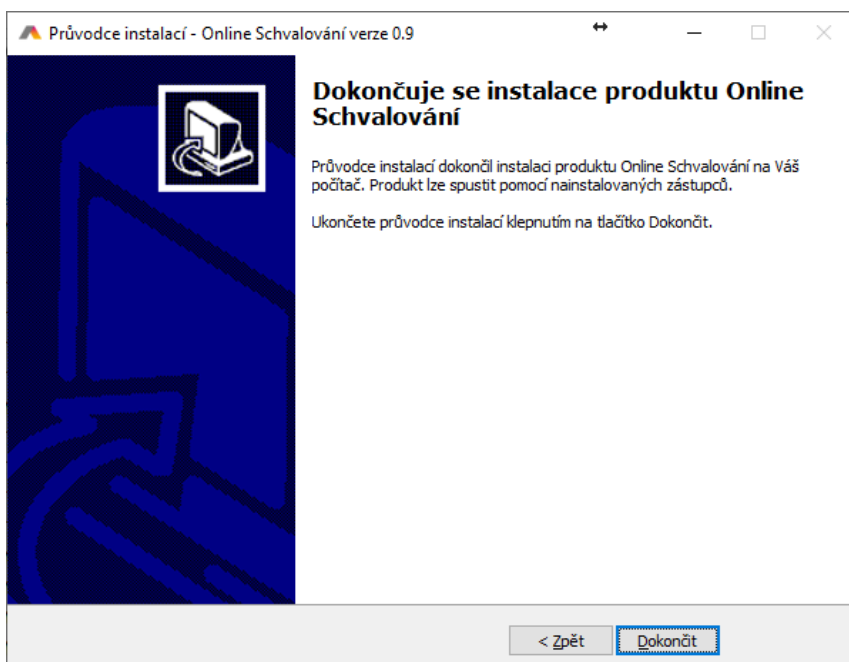 Průvodce instalací - Online Schvalování verze 0.9
Dokončuje se instalace produktu Online
Schvalování
Průvodce instalací dokončil instalaci produktu Online Schvalování na Váš
počítač. Produkt lze spustit pomocí nainstalovaných zástupců.
Ukončete průvodce instalací klepnutím na tlačítko Dokončit.
< Zpět
Dokončit